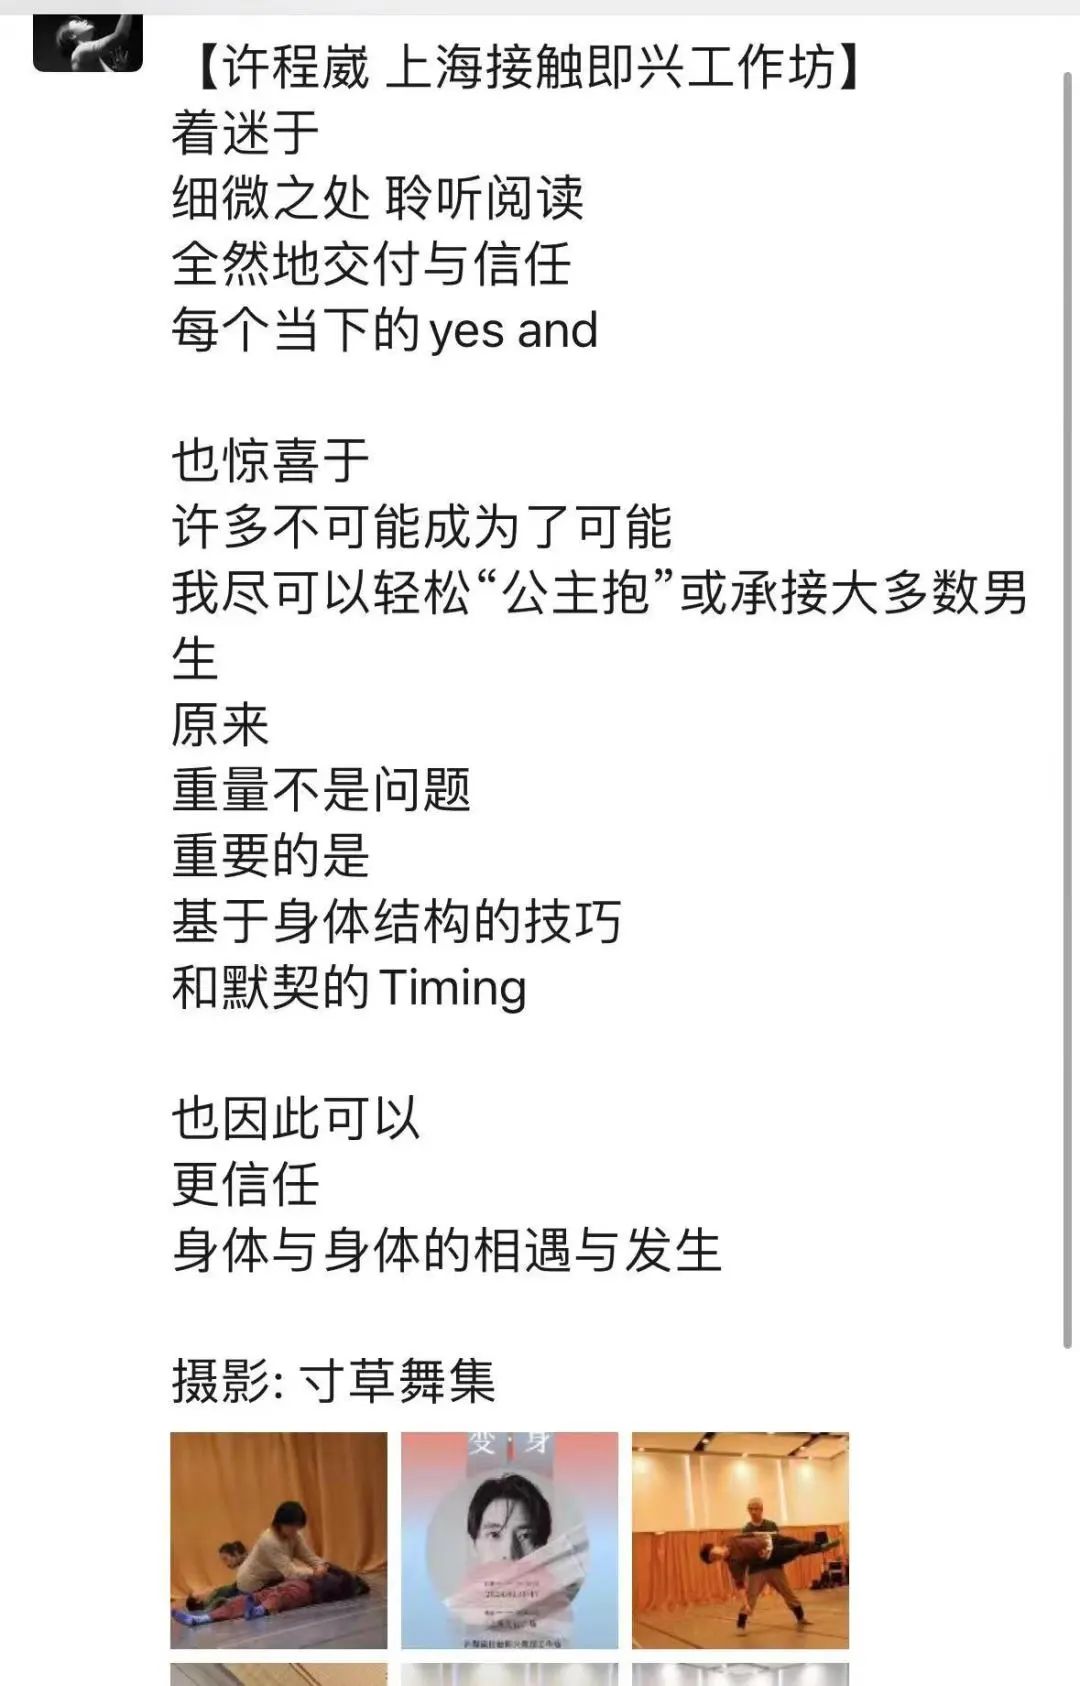 【许程崴 上海接触即兴工作坊】
着迷于
细微之处 聆听阅读
全然地交付与信任
每个当下的yes and
也惊喜于
许多不可能成为了可能
我尽可以轻松“公主抱”或承接大多数男
生
原来
重量不是问题
重要的是
基于身体结构的技巧
和默契的Timing
也因此可以
更信任
身体与身体的相遇与发生
摄影: 寸草舞集
变·身